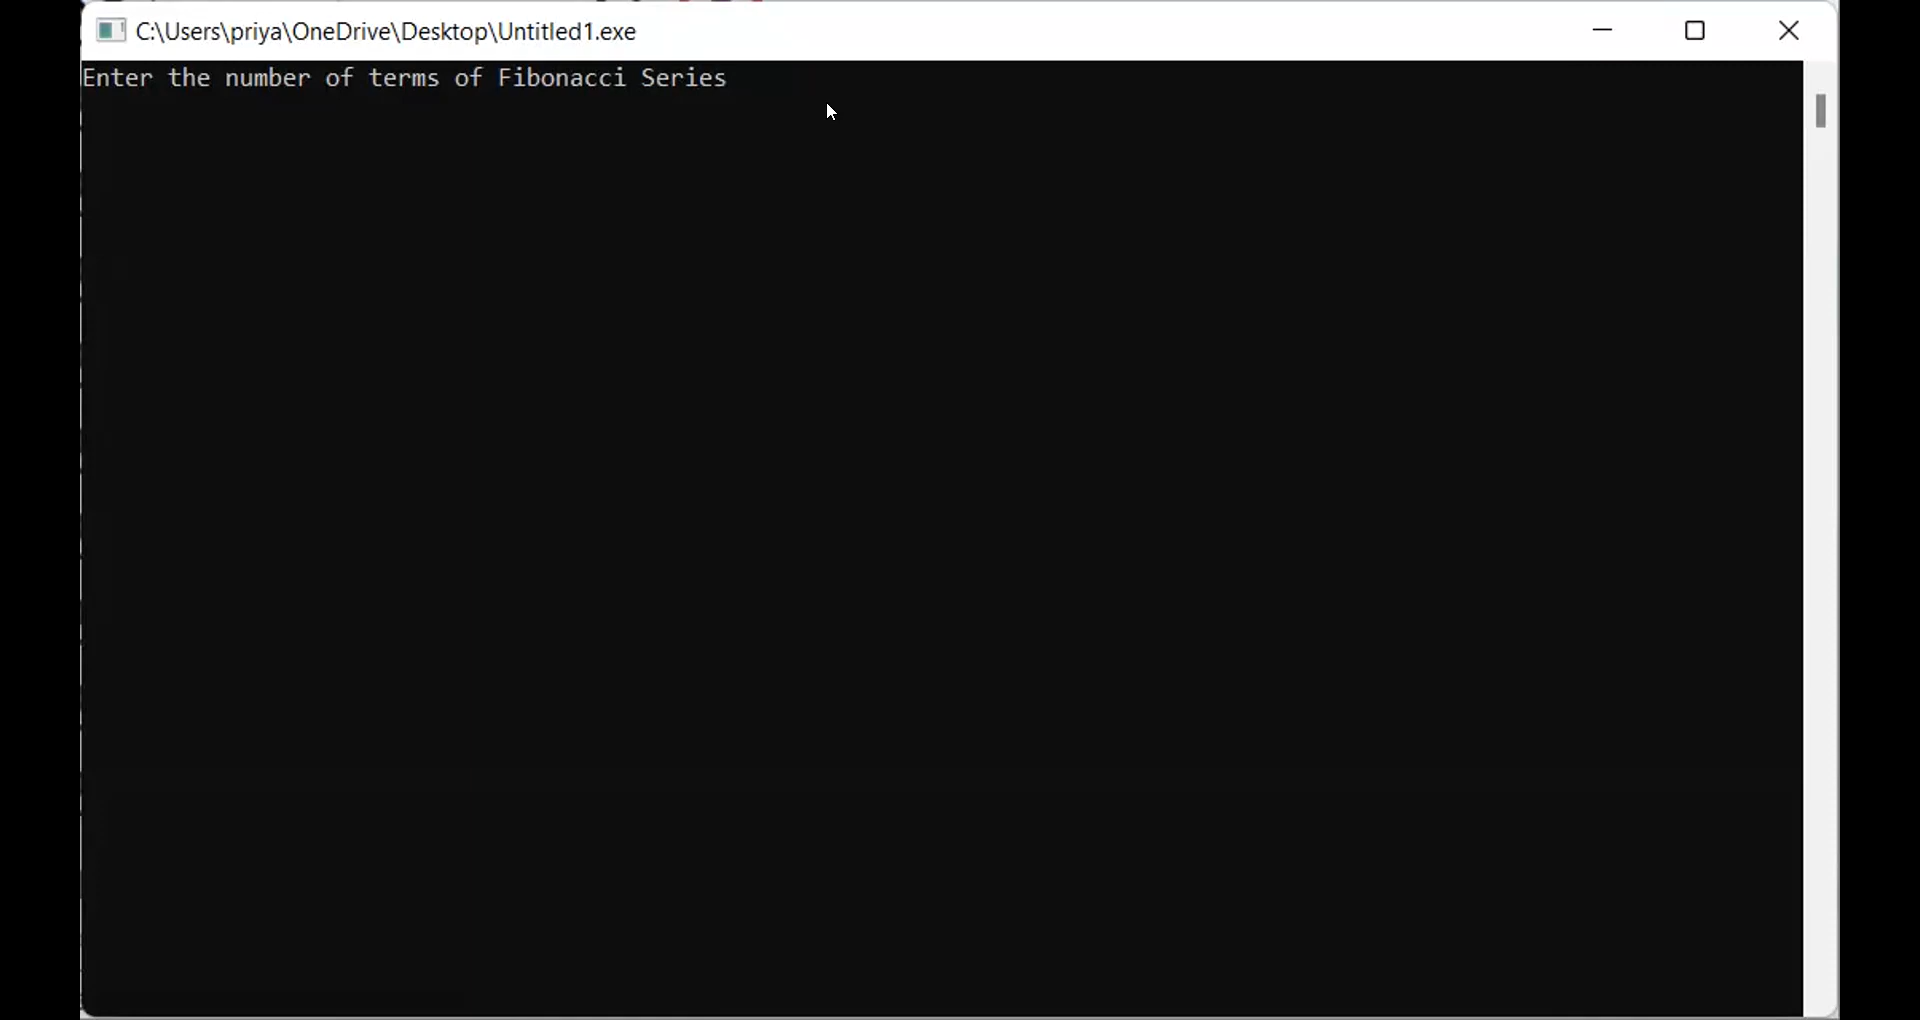 C:\Users\priya\OneDrive\Desktop\Untitled1.exe
Enter the number of terms of Fibonacci Series